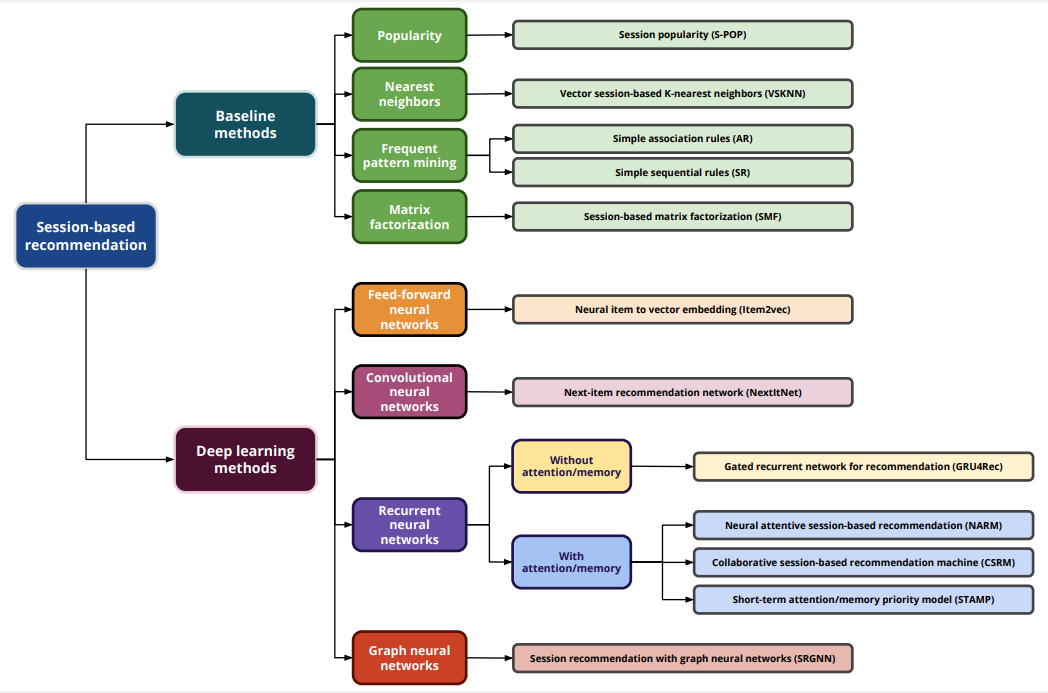 Session-based
recommendation
Baseline
methods
Popularity
Session popularity (S-POP)
Nearest
neighbors
Vector session-based K-nearest neighbors (VSKNN)
Frequent
pattern mining
Simple association rules (AR)
Simple sequential rules (SR)
Matrix
factorization
Session-based matrix factorization (SMF)
Deep learning
methods
Feed-forward
neural
networks
Neural item to vector embedding (Item2vec)
Convolutional
neural
networks
Next-item recommendation network (NextItNet)
Recurrent
neural
networks
Without
attention/memory
Gated recurrent network for recommendation (GRU4Rec)
With
attention/memory
Neural attentive session-based recommendation (NARM)
Collaborative session-based recommendation machine (CSRM)
Short-term attention/memory priority model (STAMP)
Graph neural
networks
Session recommendation with graph neural networks (SRGNN)